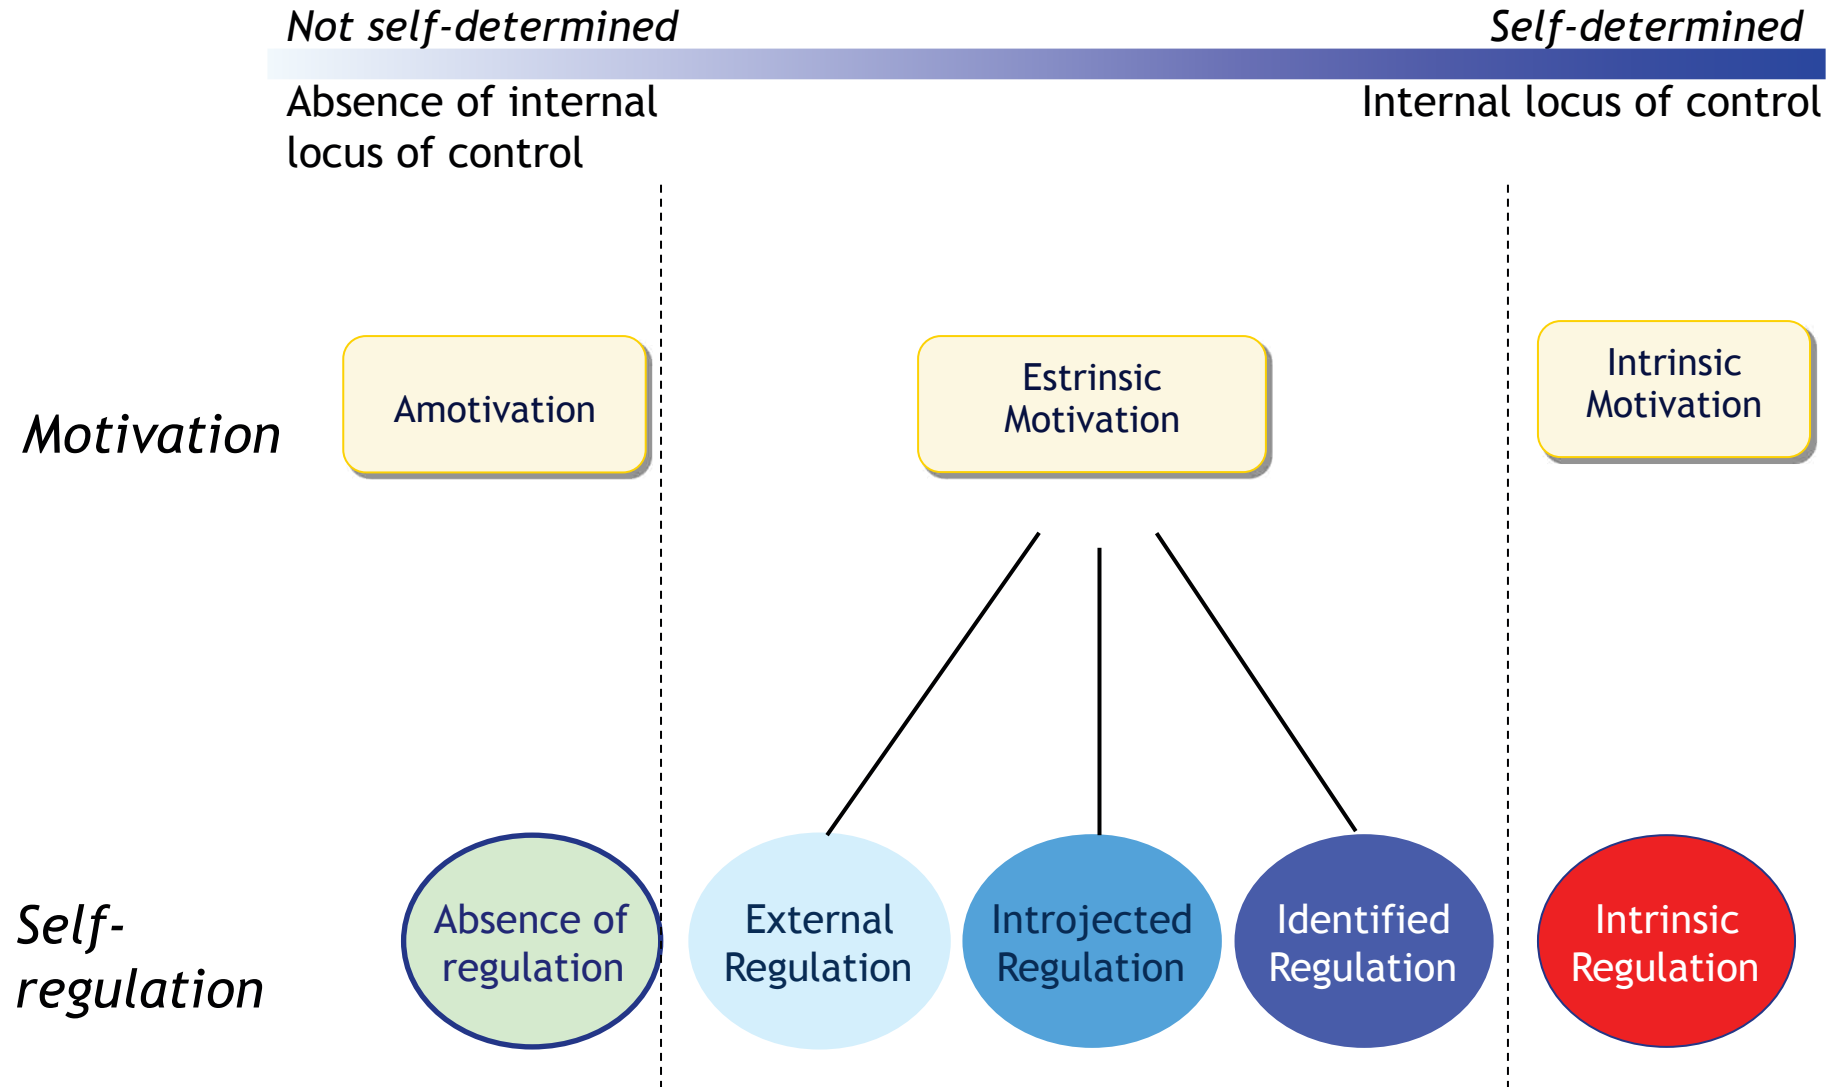 Not self-determined
Self-determined
Absence of internal
locus of control
Internal locus of control
Motivation
Amotivation
Estrinsic
Motivation
Intrinsic
Motivation
Self-
regulation
Absence of
regulation
External
Regulation
Introjected
Regulation
Identified
Regulation
Intrinsic
Regulation